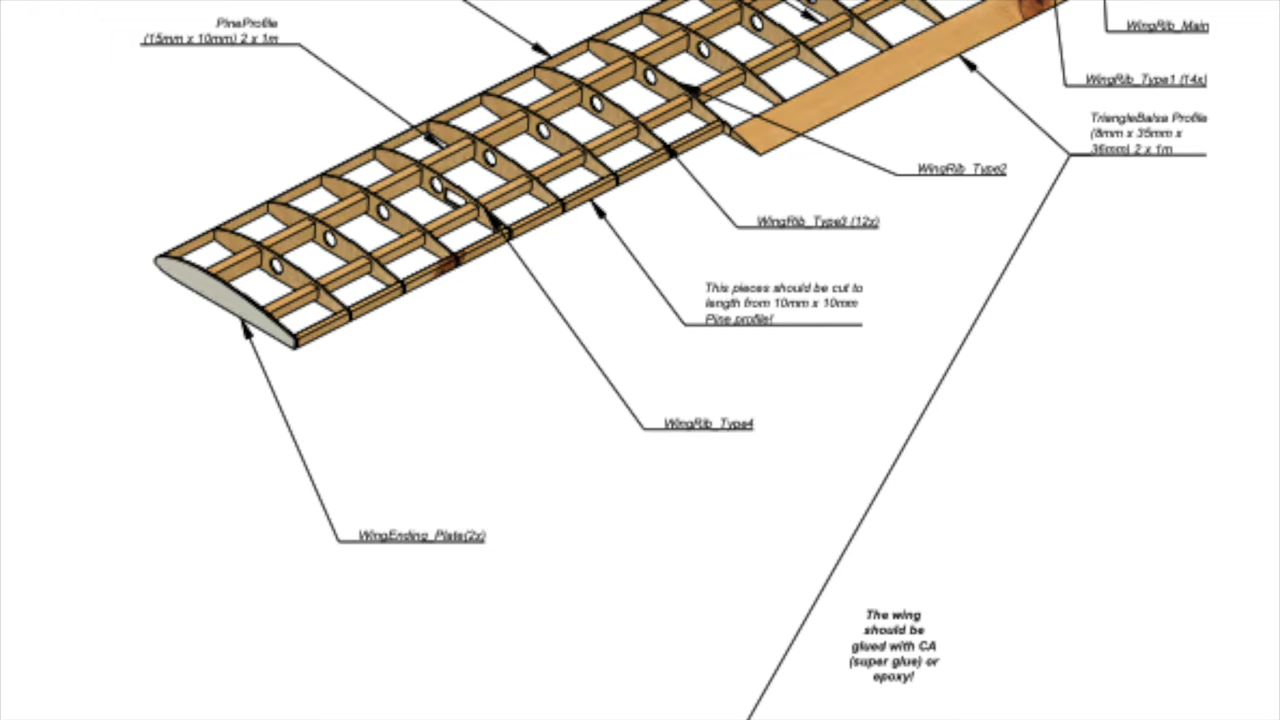 PineProfile
(15mm x 10mm) 2 x 1m
WingRib_Main
WingRib_Type1 (14x)
TriangleBalsa Profile
(8mm x 35mm x
36mm) 2 x 1m
WingRib_Type2
WingRib_Type3 (12x)
This pieces should be cut to
length from 10mm x 10mm
Pine profile!
WingRib_Type4
WingEnding_Plate(2x)
The wing
should be
glued with CA
(super glue) or
epoxy!